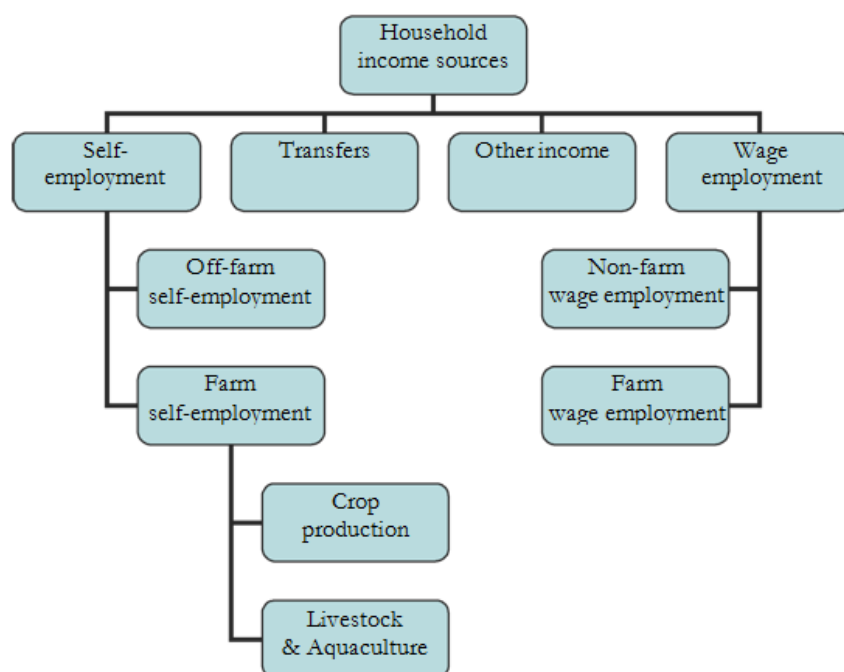 Household
income sources
Self-
employment
Transfers
Other income
Wage
employment
Off-farm
self-employment
Non-farm
wage employment
Farm
self-employment
Farm
wage employment
Crop
production
Livestock
& Aquaculture